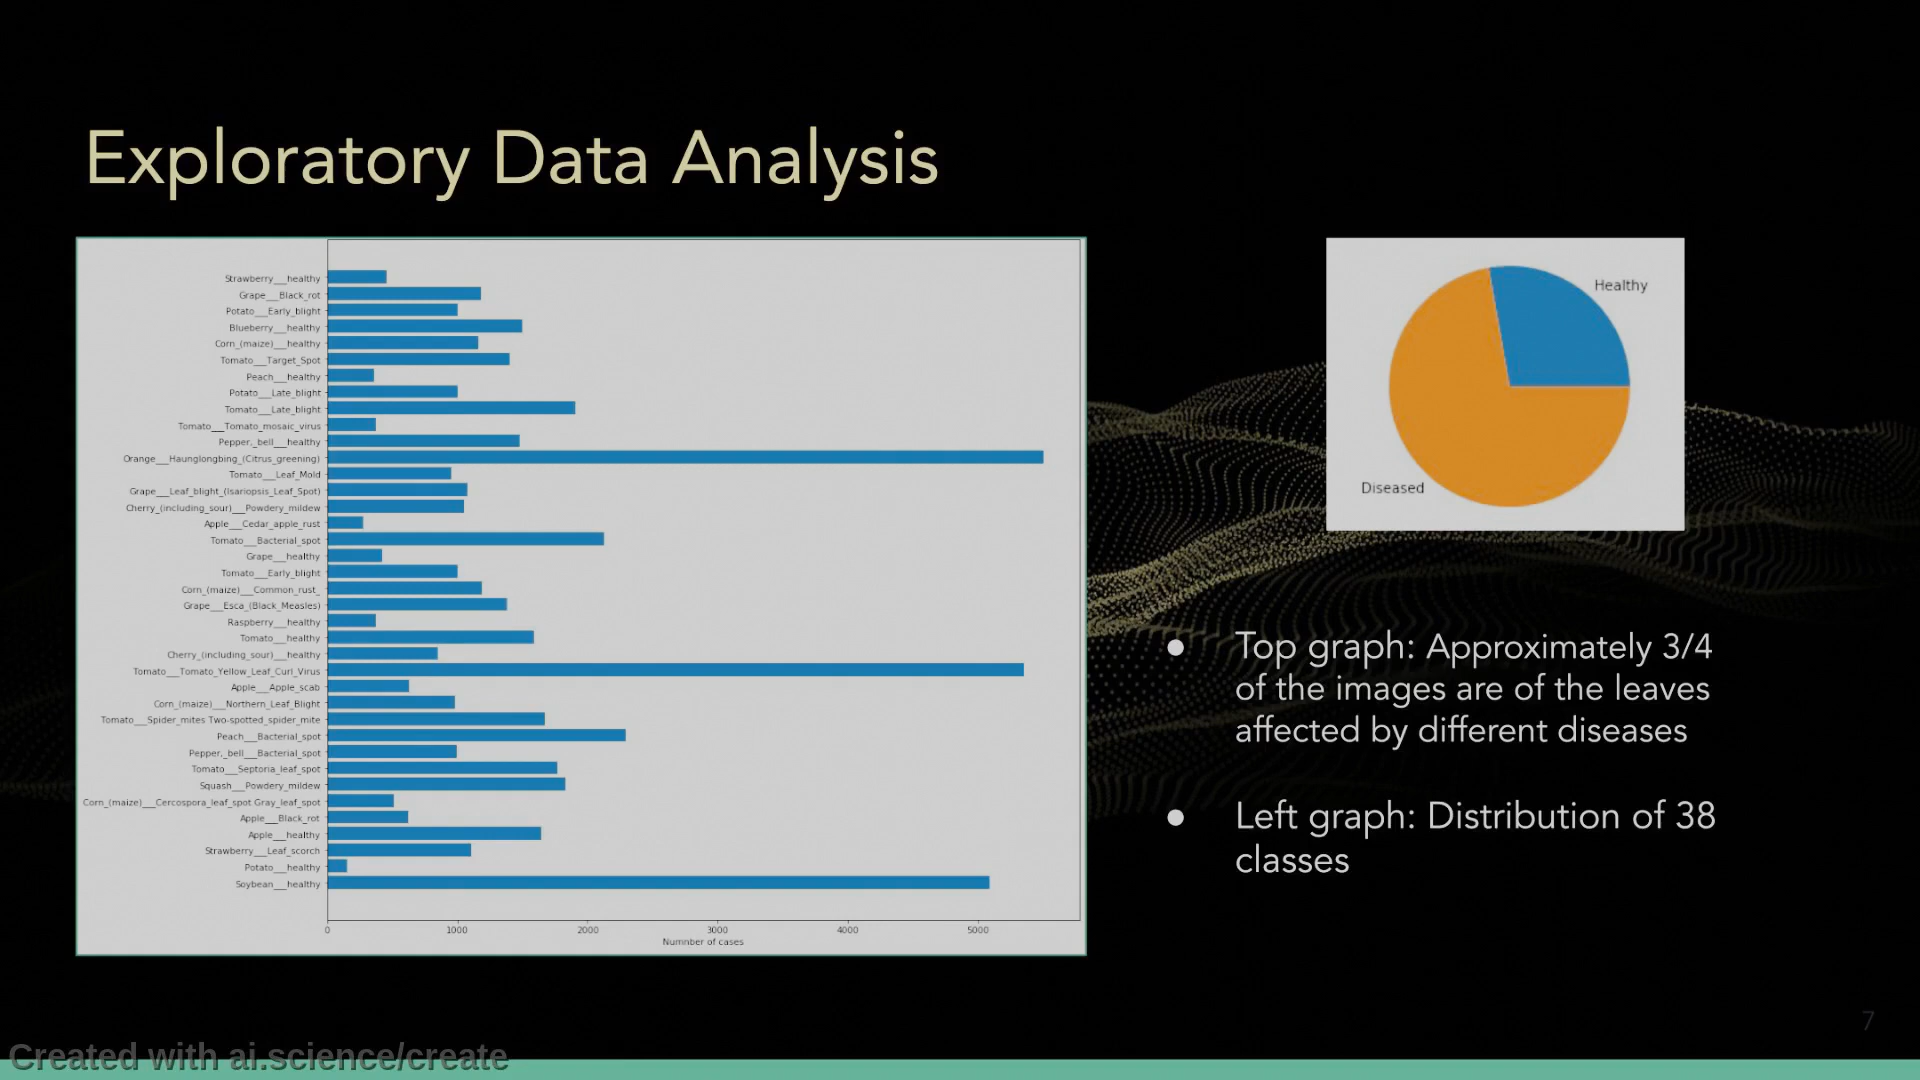 Exploratory Data Analysis
Strawberry___healthy
Grape___Black_rot
Potato___Early_blight
Blueberry___healthy
Corn_(maize)___healthy
Tomato___Target_Spot
Peach___healthy
Potato___Late_blight
Tomato___Late_blight
Tomato___Tomato_mosaic_virus
Pepper,_bell___healthy
Orange___Haunglongbing_(Citrus_greening)
Tomato___Leaf_Mold
Grape___Leaf_blight_(Isariopsis_Leaf_Spot)
Cherry_(including_sour)___Powdery_mildew
Apple___Cedar_apple_rust
Tomato___Bacterial_spot
Grape___healthy
Tomato___Early_blight
Corn_(maize)___Common_rust_
Grape___Esca_(Black_Measles)
Raspberry___healthy
Tomato___healthy
Cherry_(including_sour)___healthy
Tomato___Tomato_Yellow_Leaf_Curl_Virus
Apple___Apple_scab
Corn_(maize)___Northern_Leaf_Blight
Tomato___Spider_mites Two-spotted_spider_mite
Peach___Bacterial_spot
Pepper,_bell___Bacterial_spot
Tomato___Septoria_leaf_spot
Squash___Powdery_mildew
Corn_(maize)___Cercospora_leaf_spot Gray_leaf_spot
Apple___Black_rot
Apple___healthy
Strawberry___Leaf_scorch
Potato___healthy
Soybean___healthy
0 1000 2000 3000 4000 5000
Numnber of cases
Healthy
Diseased
● Top graph: Approximately 3/4
of the images are of the leaves
affected by different diseases
● Left graph: Distribution of 38
classes
7
Created with ai.science/create